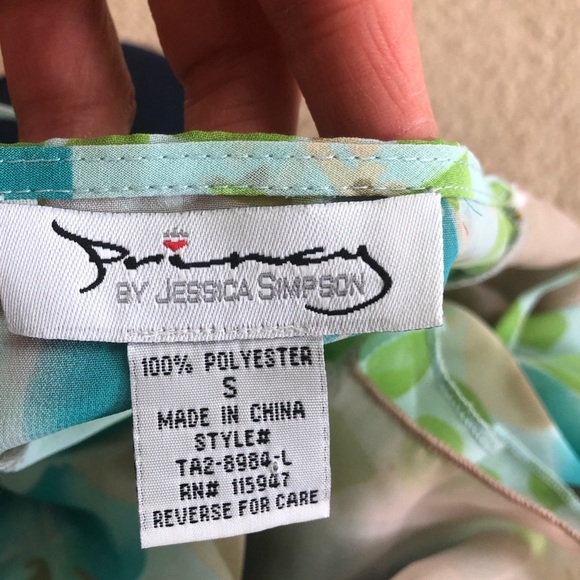 Princy
BY JESSICA SIMPSON
100% POLYESTER
S
MADE IN CHINA
STYLE#
TA2-8984-L
RN# 115947
REVERSE FOR CARE